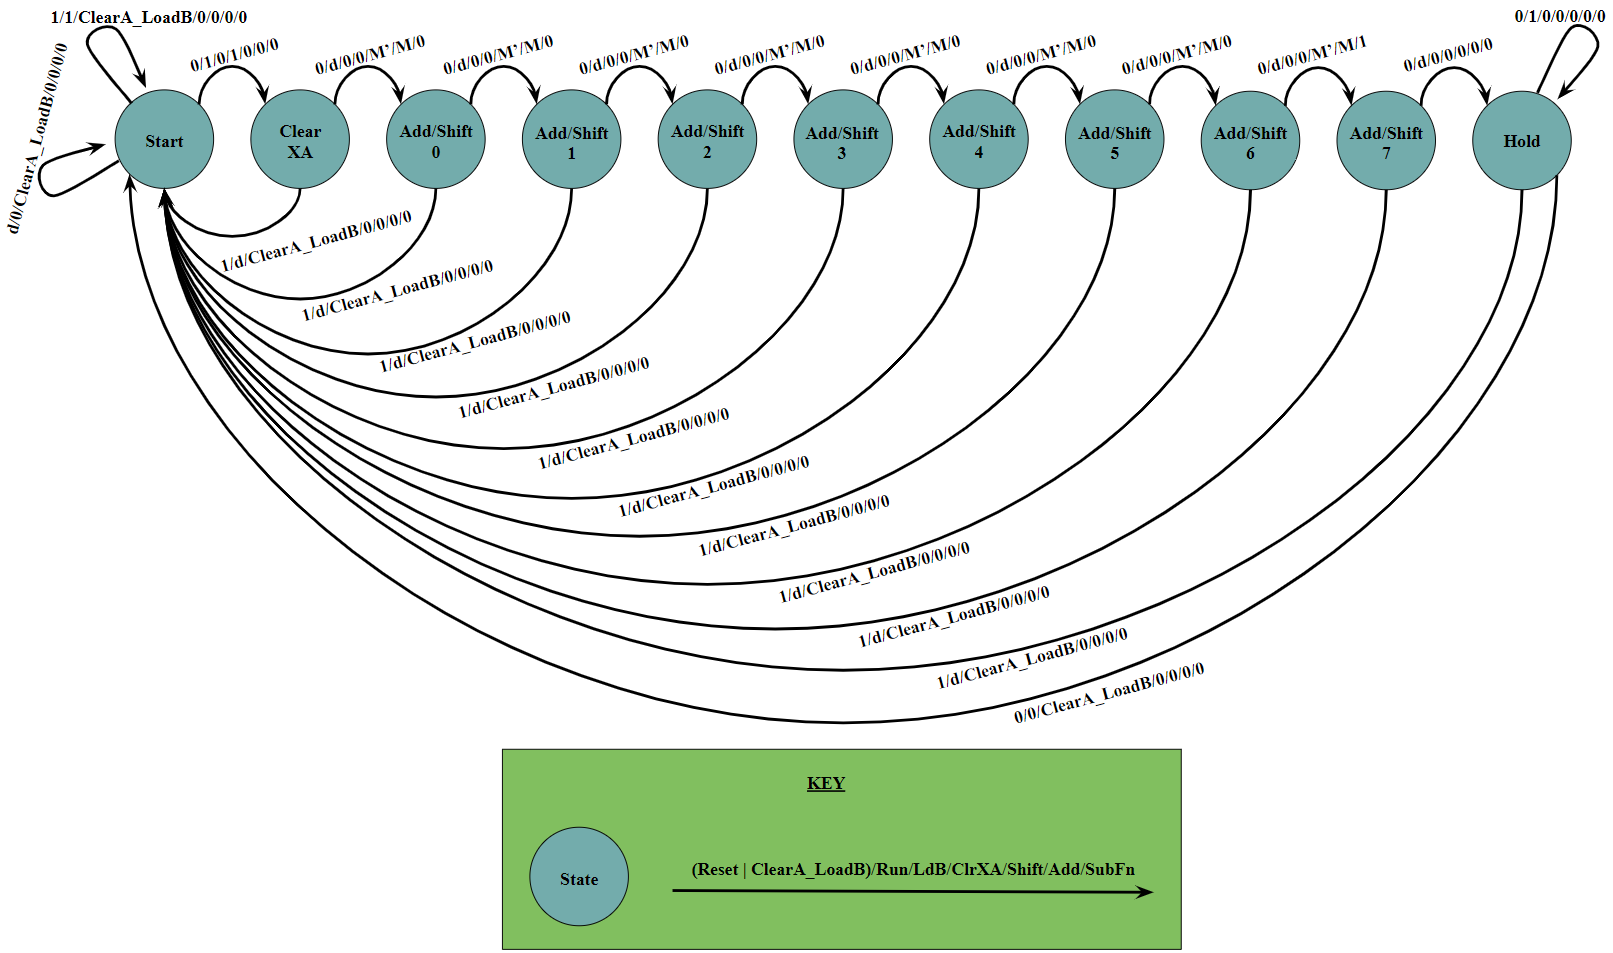 1/1/ClearA_LoadB/0/0/0/0
0/1/0/0/0/0/0
d/0/ClearA_LoadB/0/0/0/0
0/1/0/1/0/0/0
0/d/0/0/M’/M/0
0/d/0/0/M’/M/0
0/d/0/0/M’/M/0
0/d/0/0/M’/M/0
0/d/0/0/M’/M/0
0/d/0/0/M’/M/0
0/d/0/0/M’/M/0
0/d/0/0/M’/M/1
0/d/0/0/0/0/0
Start
Clear
XA
Add/Shift
0
Add/Shift
1
Add/Shift
2
Add/Shift
3
Add/Shift
4
Add/Shift
5
Add/Shift
6
Add/Shift
7
Hold
1/d/ClearA_LoadB/0/0/0/0
1/d/ClearA_LoadB/0/0/0/0
1/d/ClearA_LoadB/0/0/0/0
1/d/ClearA_LoadB/0/0/0/0
1/d/ClearA_LoadB/0/0/0/0
1/d/ClearA_LoadB/0/0/0/0
1/d/ClearA_LoadB/0/0/0/0
1/d/ClearA_LoadB/0/0/0/0
1/d/ClearA_LoadB/0/0/0/0
1/d/ClearA_LoadB/0/0/0/0
0/0/ClearA_LoadB/0/0/0/0
KEY
State
(Reset | ClearA_LoadB)/Run/LdB/ClrXA/Shift/Add/SubFn